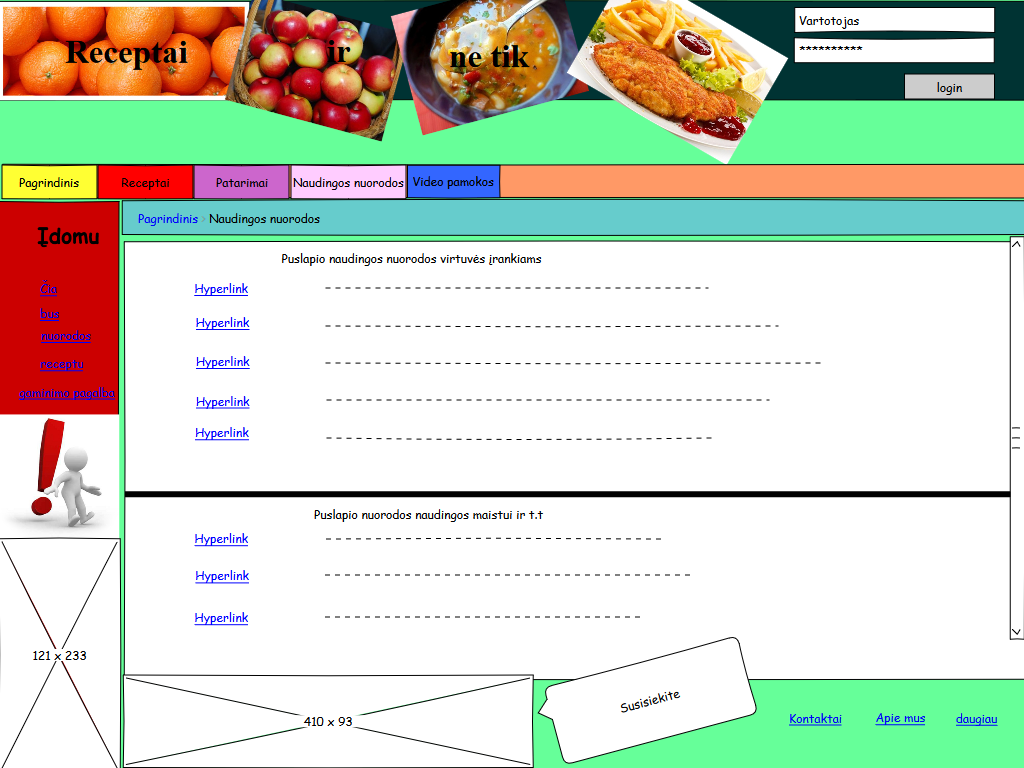 Receptai ir ne tik
Vartotojas
**********
login
Pagrindinis
Receptai
Patarimai
Naudingos nuorodos
Video pamokos
Pagrindinis > Naudingos nuorodos
Įdomu
Čia
bus
nuorodos
receptu
gaminimo pagalba
Puslapio naudingos nuorodos virtuvės įrankiams
Hyperlink
Hyperlink
Hyperlink
Hyperlink
Hyperlink
Puslapio nuorodos naudingos maistui ir t.t
Hyperlink
Hyperlink
Hyperlink
121 x 233
410 x 93
Susisiekite
Kontaktai
Apie mus
daugiau